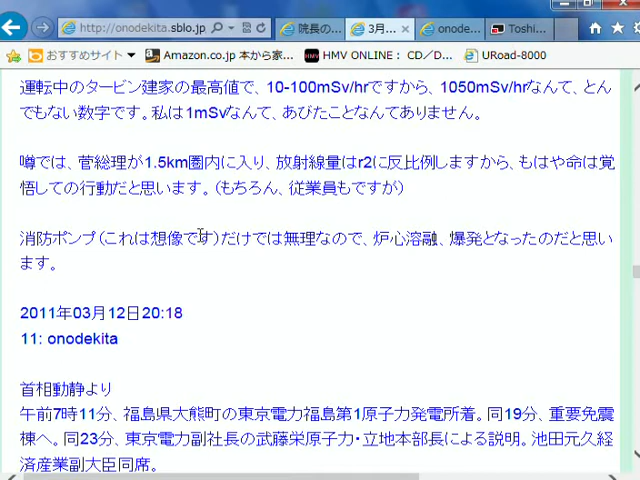 http://onodekita.sblo.jp
院長の...
3月...
onode...
Toshi...
おすすめサイト
Amazon.co.jp 本から家...
HMV ONLINE： CD／D...
URoad-8000
運転中のタービン建家の最高値で、10-100mSv/hrですから、1050mSv/hrなんて、とん
でもない数字です。私は1mSvなんて、あびたことなんてありません。
噂では、菅総理が1.5km圏内に入り、放射線量はr2に反比例しますから、もはや命は覚
悟しての行動だと思います。（もちろん、従業員もですが）
消防ポンプ（これは想像です）だけでは無理なので、炉心溶融、爆発となったのだと思い
ます。
2011年03月12日20:18
11: onodekita
首相動静より
午前7時11分、福島県大熊町の東京電力福島第1原子力発電所着。同19分、重要免震
棟へ。同23分、東京電力副社長の武藤栄原子力・立地本部長による説明。池田元久経
済産業副大臣同席。